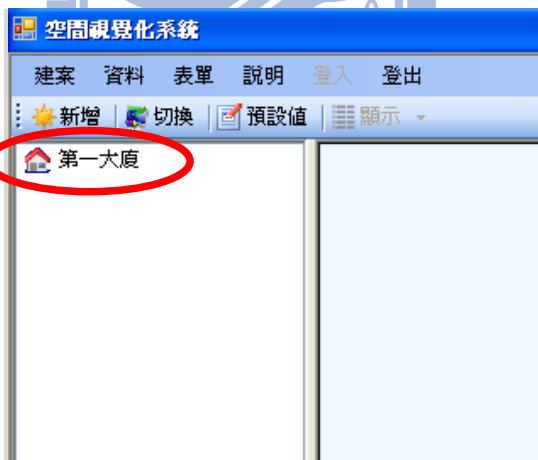 空間視覺化系統
建案 資料 表單 說明 登入 登出
新增 切換 預設值 顯示
第一大廈